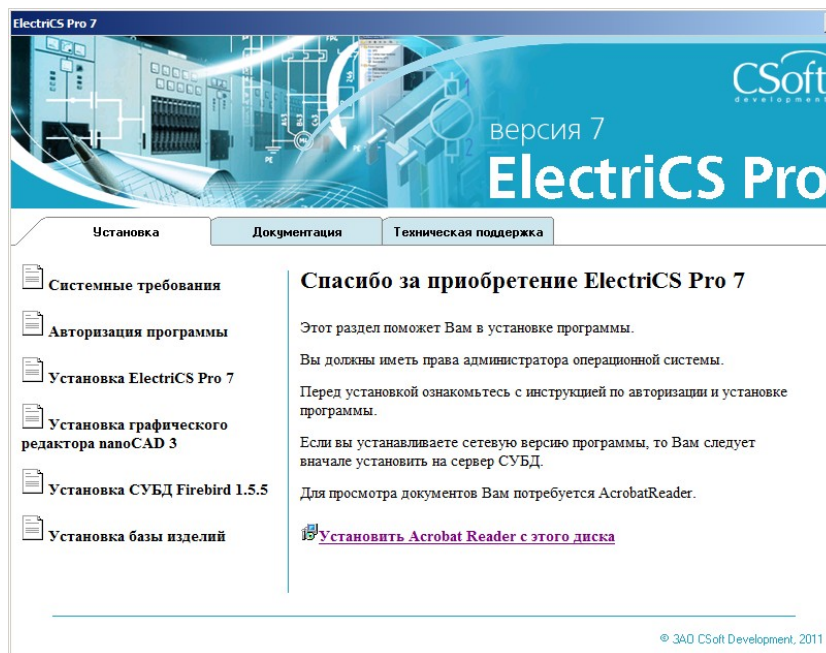 ElectriCS Pro 7
CSoft
development
версия 7
ElectriCS Pro
Установка
Документация
Техническая поддержка
Системные требования
Авторизация программы
Установка ElectriCS Pro 7
Установка графического
редактора nanoCAD 3
Установка СУБД Firebird 1.5.5
Установка базы изделий
Спасибо за приобретение ElectriCS Pro 7
Этот раздел поможет Вам в установке программы.
Вы должны иметь права администратора операционной системы.
Перед установкой ознакомьтесь с инструкцией по авторизации и установке
программы.
Если вы устанавливаете сетевую версию программы, то Вам следует
вначале установить на сервер СУБД.
Для просмотра документов Вам потребуется AcrobatReader.
Установить Acrobat Reader с этого диска
© ЗАО CSoft Development, 2011